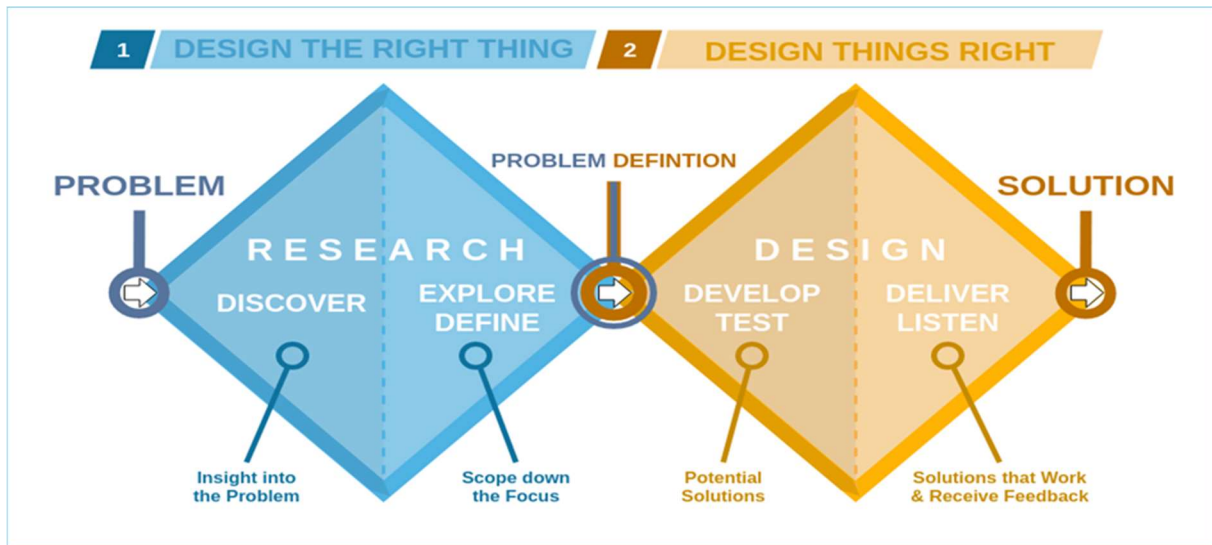 1 DESIGN THE RIGHT THING 2 DESIGN THINGS RIGHT
PROBLEM DEFINTION
PROBLEM
SOLUTION
RESEARCH
DESIGN
DISCOVER
EXPLORE
DEFINE
DEVELOP
TEST
DELIVER
LISTEN
Insight into
the Problem
Scope down
the Focus
Potential
Solutions
Solutions that Work
& Receive Feedback